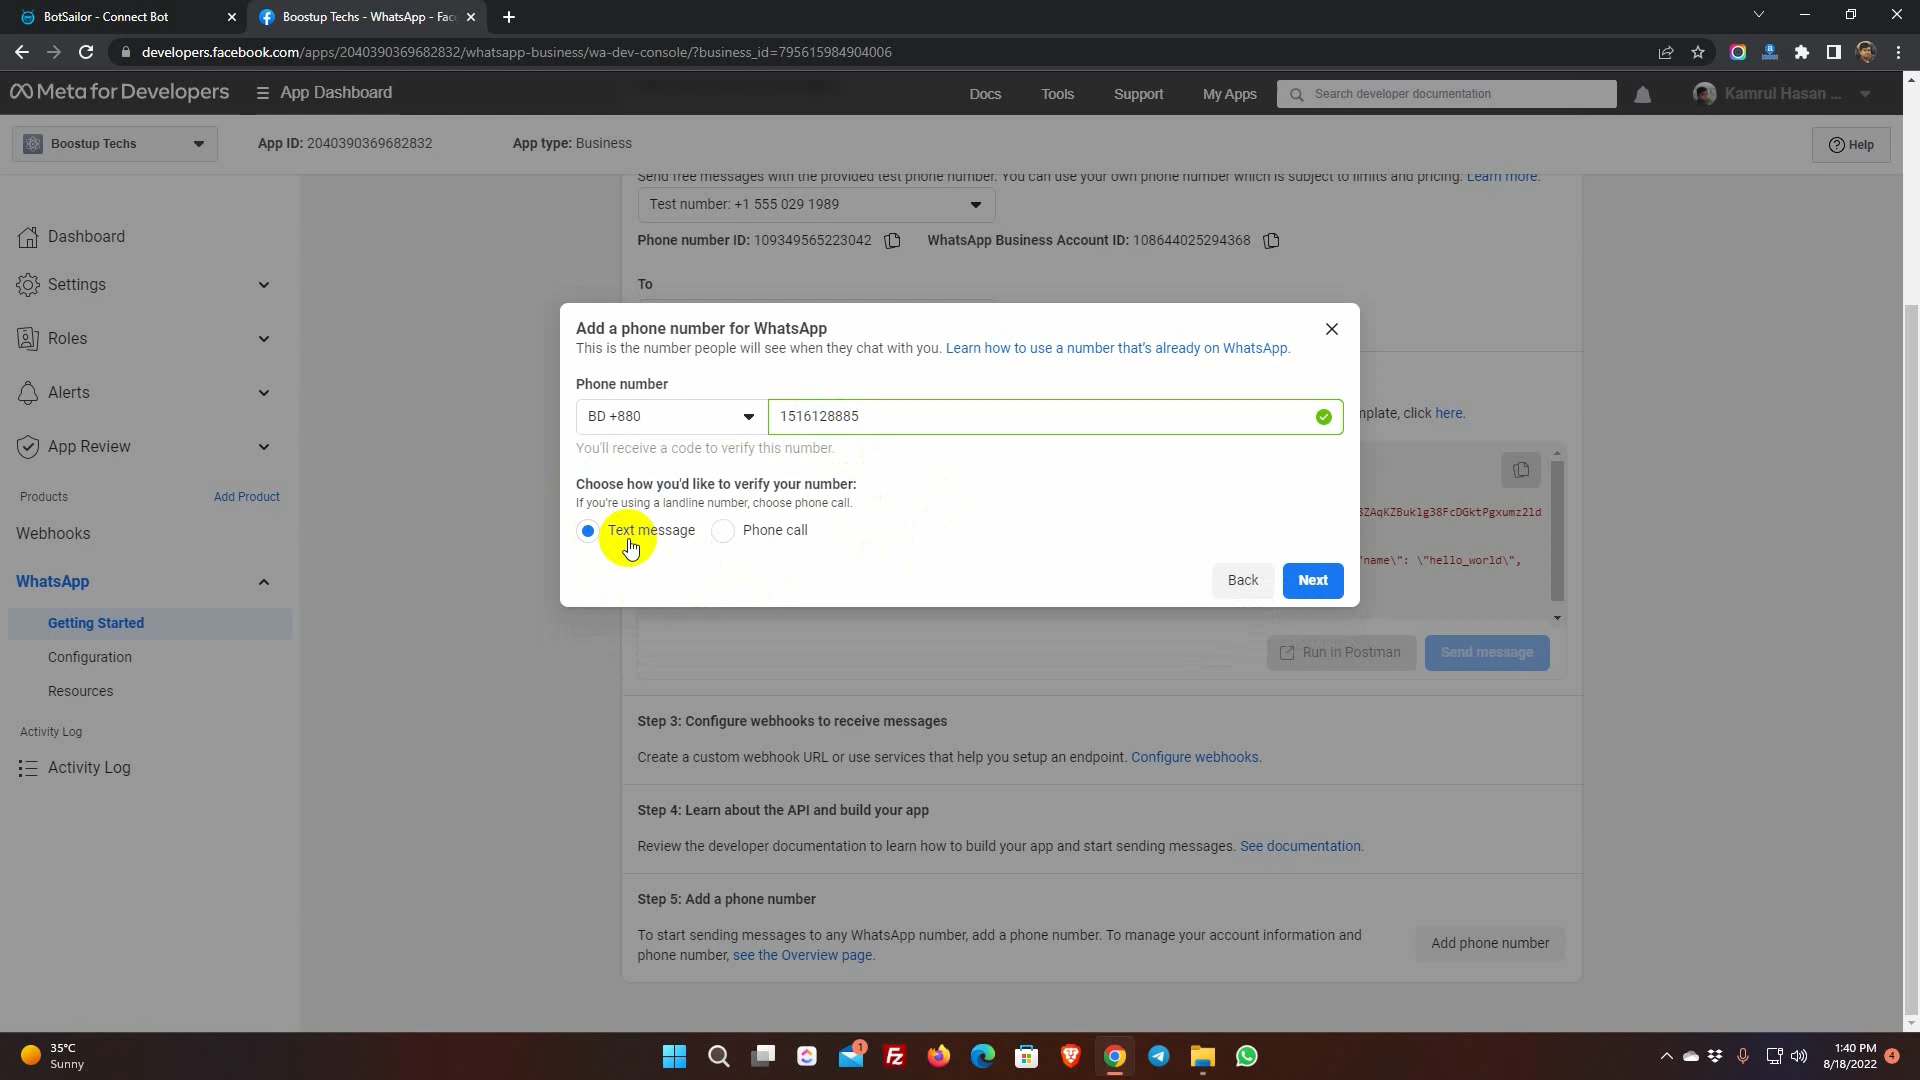 BotSailor - Connect Bot
Boostup Techs - WhatsApp - Fac
developers.facebook.com/apps/2040390369682832/whatsapp-business/wa-dev-console/?business_id=795615984904006
Meta for Developers
App Dashboard
Docs
Tools
Support
My Apps
Search developer documentation
Kamrul Hasan ...
Boostup Techs
App ID: 2040390369682832
App type: Business
Help
Send free messages with the provided test phone number. You can use your own phone number which is subject to limits and pricing. Learn more.
Test number: +1 555 029 1989
Phone number ID: 109349565223042
WhatsApp Business Account ID: 108644025294368
To
Dashboard
Settings
Roles
Alerts
App Review
Products
Add Product
Webhooks
WhatsApp
Getting Started
Configuration
Resources
Activity Log
Activity Log
Add a phone number for WhatsApp
This is the number people will see when they chat with you. Learn how to use a number that's already on WhatsApp.
Phone number
BD +880
1516128885
You'll receive a code to verify this number.
Choose how you'd like to verify your number:
If you're using a landline number, choose phone call.
Text message
Phone call
Back
Next
mplate, click here.
ZAqKZBuklg38FcDGktPgxumz2ld
"name\": \"hello_world\",
Run in Postman
Send message
Step 3: Configure webhooks to receive messages
Create a custom webhook URL or use services that help you setup an endpoint. Configure webhooks.
Step 4: Learn about the API and build your app
Review the developer documentation to learn how to build your app and start sending messages. See documentation.
Step 5: Add a phone number
To start sending messages to any WhatsApp number, add a phone number. To manage your account information and
phone number, see the Overview page.
Add phone number
35°C
Sunny
1
1:40 PM
8/18/2022
4